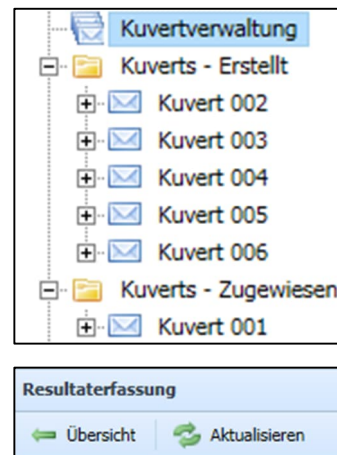 Kuvertverwaltung
Kuverts - Erstellt
Kuvert 002
Kuvert 003
Kuvert 004
Kuvert 005
Kuvert 006
Kuverts - Zugewiesen
Kuvert 001
Resultaterfassung
Übersicht Aktualisieren